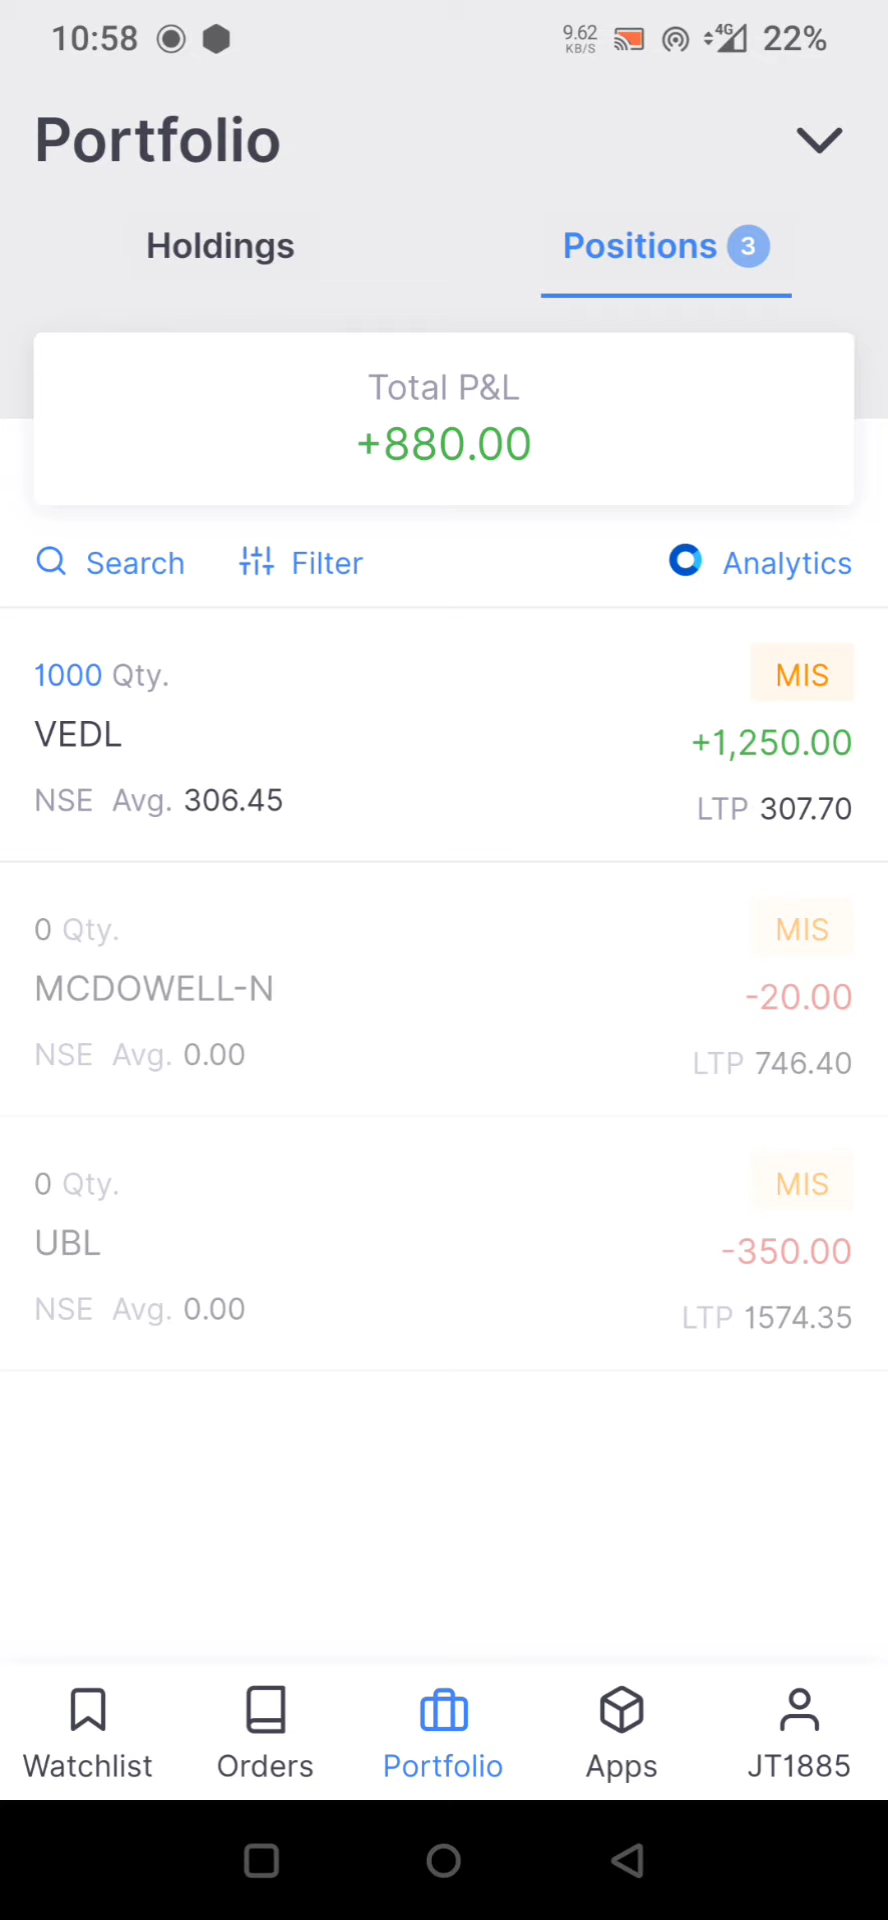 10:58 9.62 KB/S 4G 22%
Portfolio
Holdings Positions 3
Total P&L
+880.00
Search Filter Analytics
1000 Qty. MIS
VEDL +1,250.00
NSE Avg. 306.45 LTP 307.70
0 Qty. MIS
MCDOWELL-N -20.00
NSE Avg. 0.00 LTP 746.40
0 Qty. MIS
UBL -350.00
NSE Avg. 0.00 LTP 1574.35
Watchlist Orders Portfolio Apps JT1885